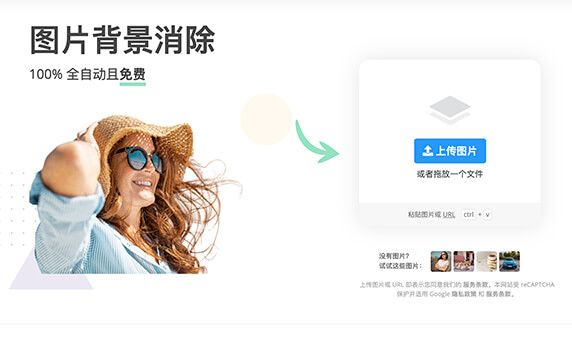 图片背景消除
100% 全自动且免费
上传图片
或者拖放一个文件
粘贴图片或 URL ctrl + v
没有图片?
试试这些图片:
上传图片或 URL 即表示您同意我们的 服务条款。本网站受 reCAPTCHA
保护并适用 Google 隐私政策 和 服务条款。